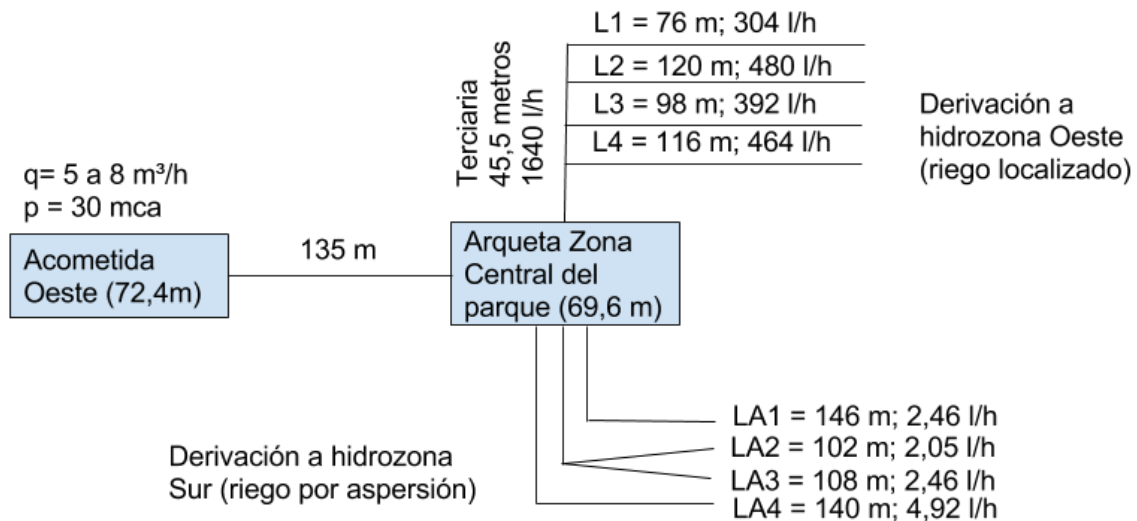 L1 = 76 m; 304 l/h
L2 = 120 m; 480 l/h
L3 = 98 m; 392 l/h
L4 = 116 m; 464 l/h
Terciaria
45,5 metros
1640 l/h
Derivación a
hidrozona Oeste
(riego localizado)
q= 5 a 8 m³/h
p = 30 mca
Acometida
Oeste (72,4m)
135 m
Arqueta Zona
Central del
parque (69,6 m)
Derivación a hidrozona
Sur (riego por aspersión)
LA1 = 146 m; 2,46 l/h
LA2 = 102 m; 2,05 l/h
LA3 = 108 m; 2,46 l/h
LA4 = 140 m; 4,92 l/h